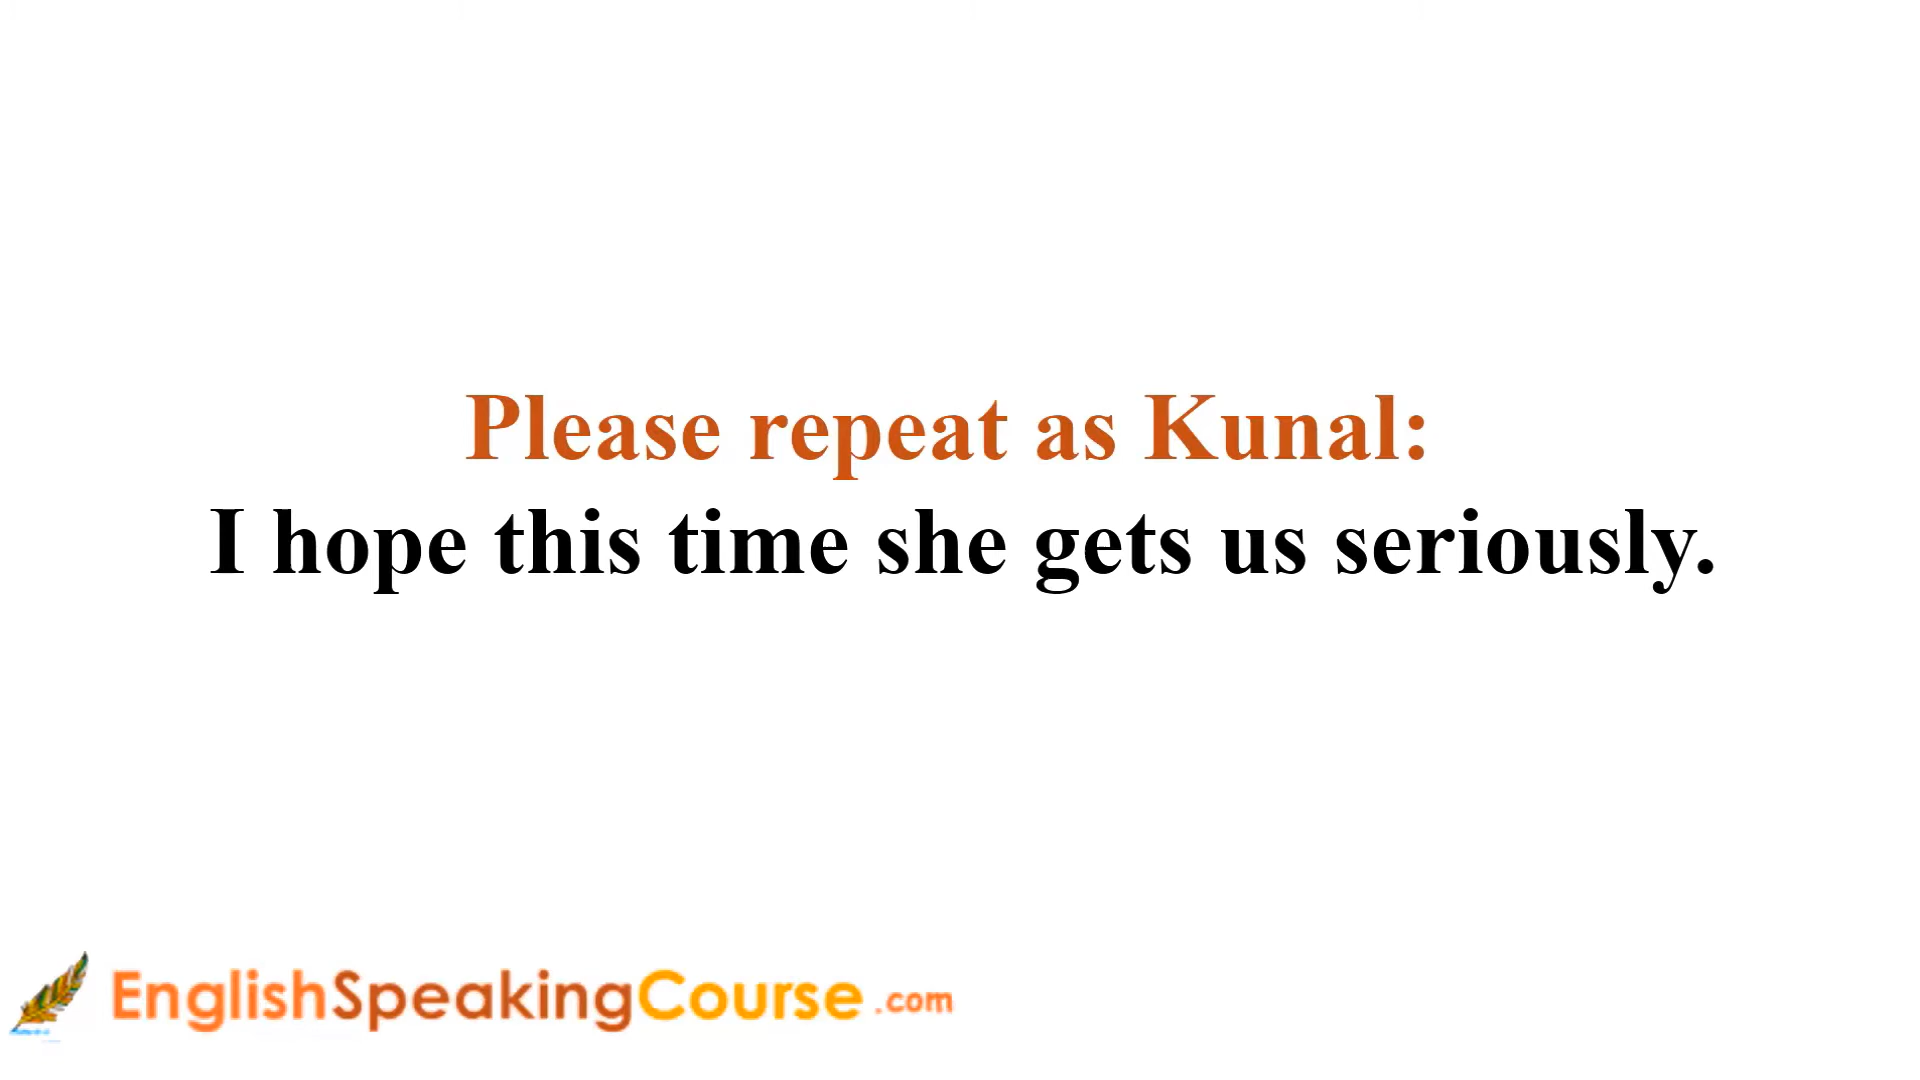 Please repeat as Kunal:
I hope this time she gets us seriously.
EnglishSpeakingCourse.com